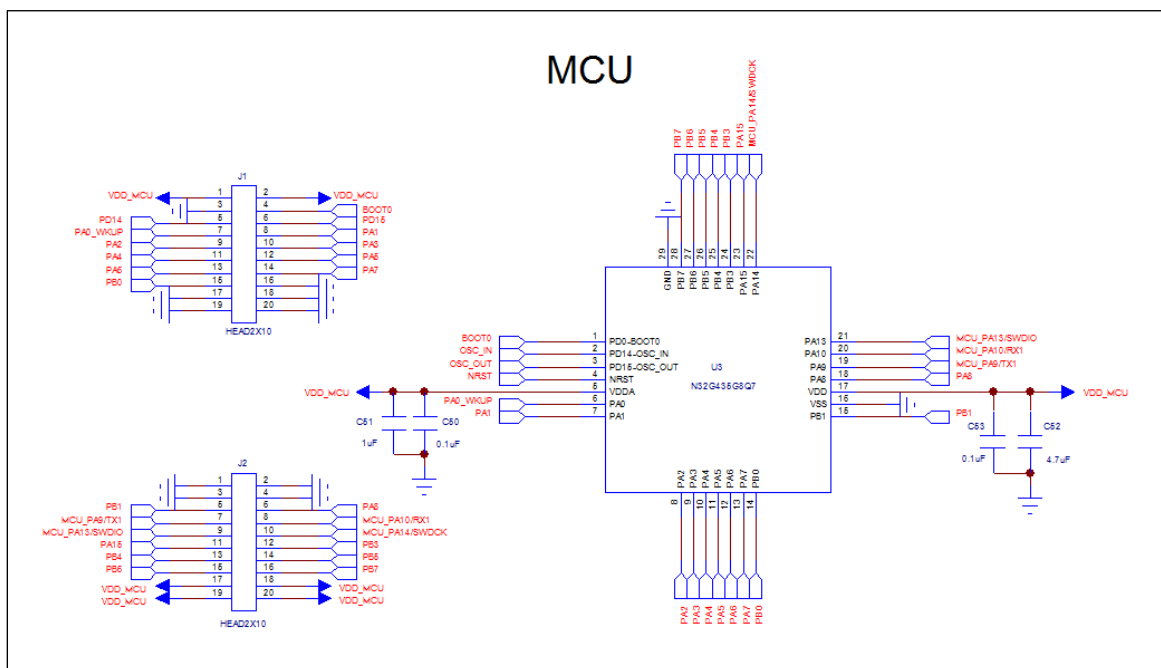 MCU
PB7
PB6
PB5
PB4
PB3
PA15
MCU_PA14/SWDCK
J1
VDD_MCU 1 2 VDD_MCU
3 4 BOOT0
PD14 5 6 PD15
PA0_WKUP 7 8 PA1
PA2 9 10 PA3
PA4 11 12 PA5
PA6 13 14 PA7
PB0 15 16
17 18
19 20
HEAD2X10
29 28 27 26 25 24 23 22
GND PB7 PB6 PB5 PB4 PB3 PA15 PA14
BOOT0 1 PD0-BOOT0
OSC_IN 2 PD14-OSC_IN
OSC_OUT 3 PD15-OSC_OUT
NRST 4 NRST
VDD_MCU 5 VDDA
PA0_WKUP 6 PA0
PA1 7 PA1
U3
N32G435G8Q7
PA13 21 MCU_PA13/SWDIO
PA10 20 MCU_PA10/RX1
PA9 19 MCU_PA9/TX1
PA8 18 PA8
VDD 17 VDD_MCU
VSS 16
PB1 15 PB1
C51 C50
1uF 0.1uF
C53 C52
0.1uF 4.7uF
PA2 PA3 PA4 PA5 PA6 PA7 PB0
8 9 10 11 12 13 14
PA2
PA3
PA4
PA5
PA6
PA7
PB0
J2
1 2
3 4
PB1 5 6 PA8
MCU_PA9/TX1 7 8 MCU_PA10/RX1
MCU_PA13/SWDIO 9 10 MCU_PA14/SWDCK
PA15 11 12 PB3
PB4 13 14 PB5
PB6 15 16 PB7
VDD_MCU 17 18 VDD_MCU
VDD_MCU 19 20 VDD_MCU
HEAD2X10